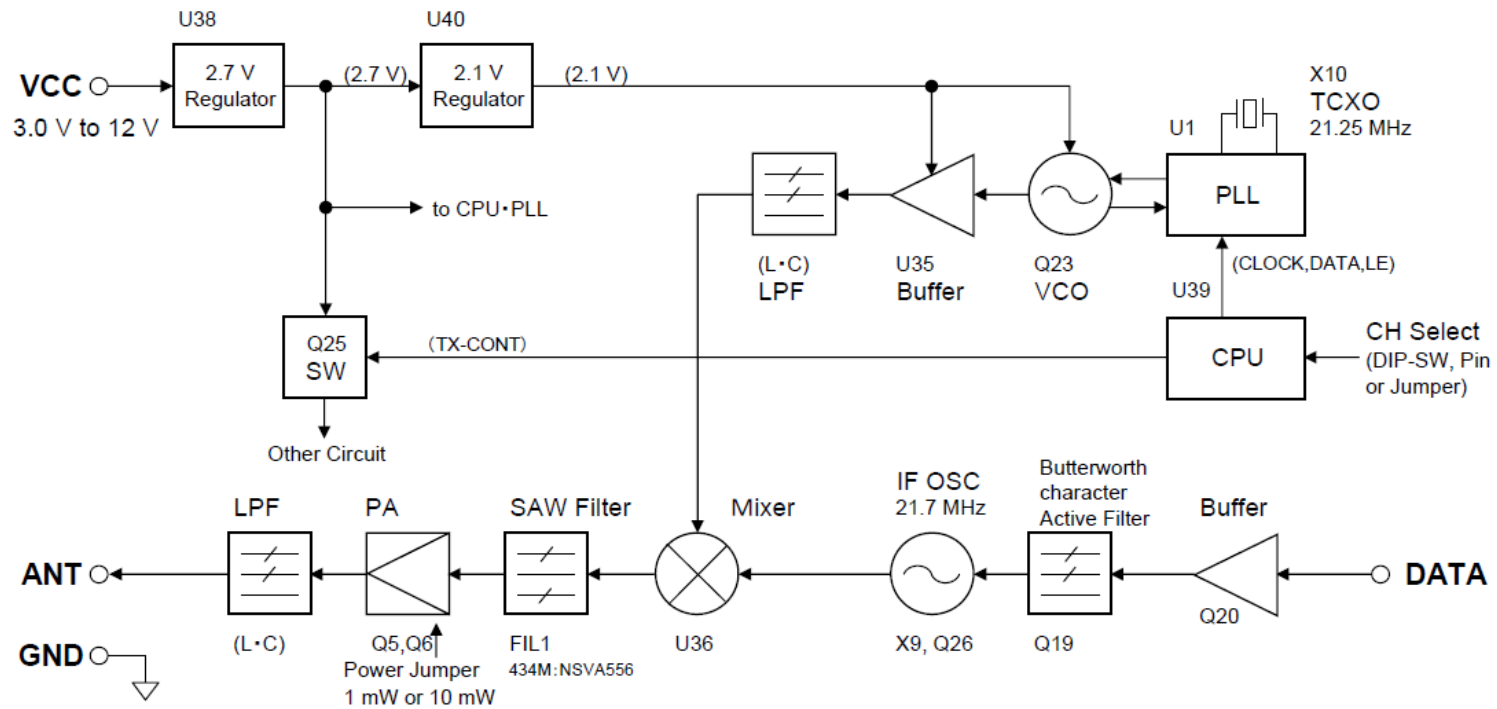 U38
U40
VCC
3.0 V to 12 V
2.7 V
Regulator
(2.7 V)
2.1 V
Regulator
(2.1 V)
X10
TCXO
21.25 MHz
U1
PLL
to CPU・PLL
(L・C)
LPF
U35
Buffer
Q23
VCO
(CLOCK,DATA,LE)
U39
CPU
CH Select
(DIP-SW, Pin
or Jumper)
Q25
SW
(TX-CONT)
Other Circuit
LPF
PA
SAW Filter
Mixer
IF OSC
21.7 MHz
Butterworth
character
Active Filter
Buffer
ANT
DATA
(L・C)
Q5,Q6
Power Jumper
1 mW or 10 mW
FIL1
434M:NSVA556
U36
X9, Q26
Q19
Q20
GND